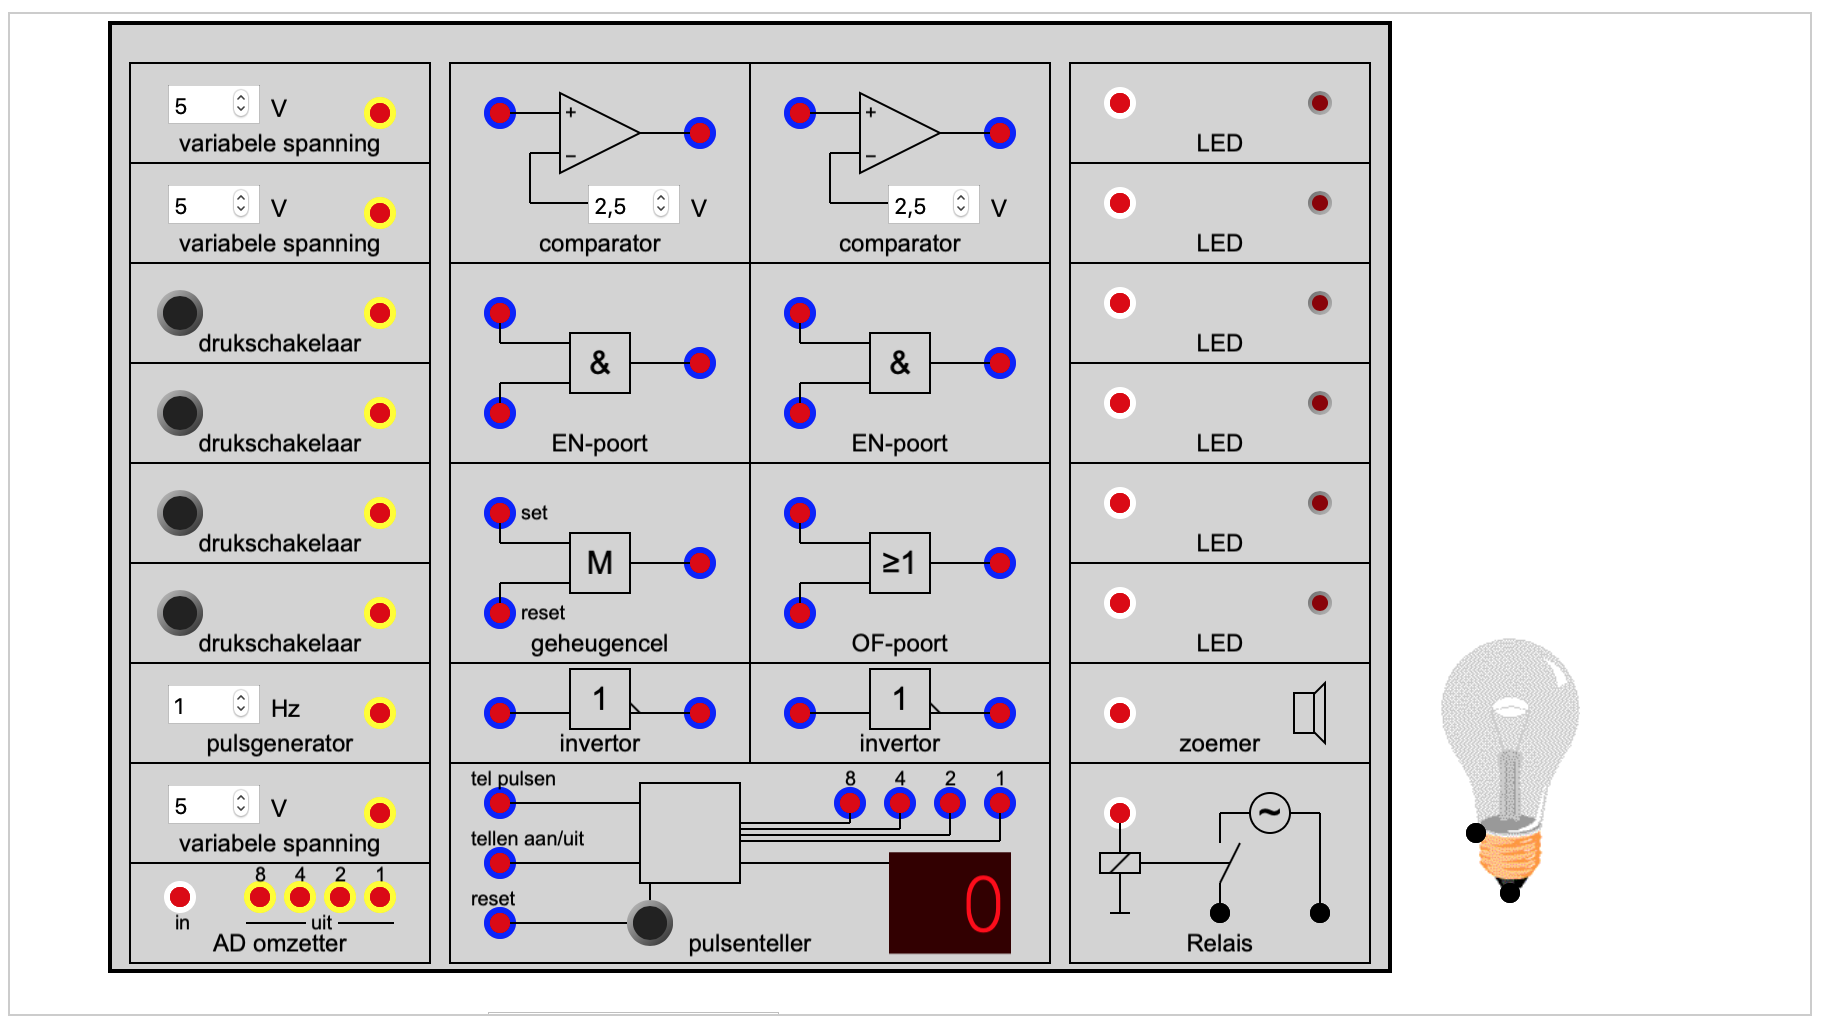 5 V
variabele spanning
5 V
variabele spanning
drukschakelaar
drukschakelaar
drukschakelaar
drukschakelaar
1 Hz
pulsgenerator
5 V
variabele spanning
8 4 2 1
in uit
AD omzetter
+
−
2,5 V
comparator
+
−
2,5 V
comparator
&
EN-poort
&
EN-poort
set
M
reset
geheugencel
≥1
OF-poort
1
invertor
1
invertor
tel pulsen
8 4 2 1
tellen aan/uit
reset
0
pulsenteller
LED
LED
LED
LED
LED
LED
zoemer
~
Relais